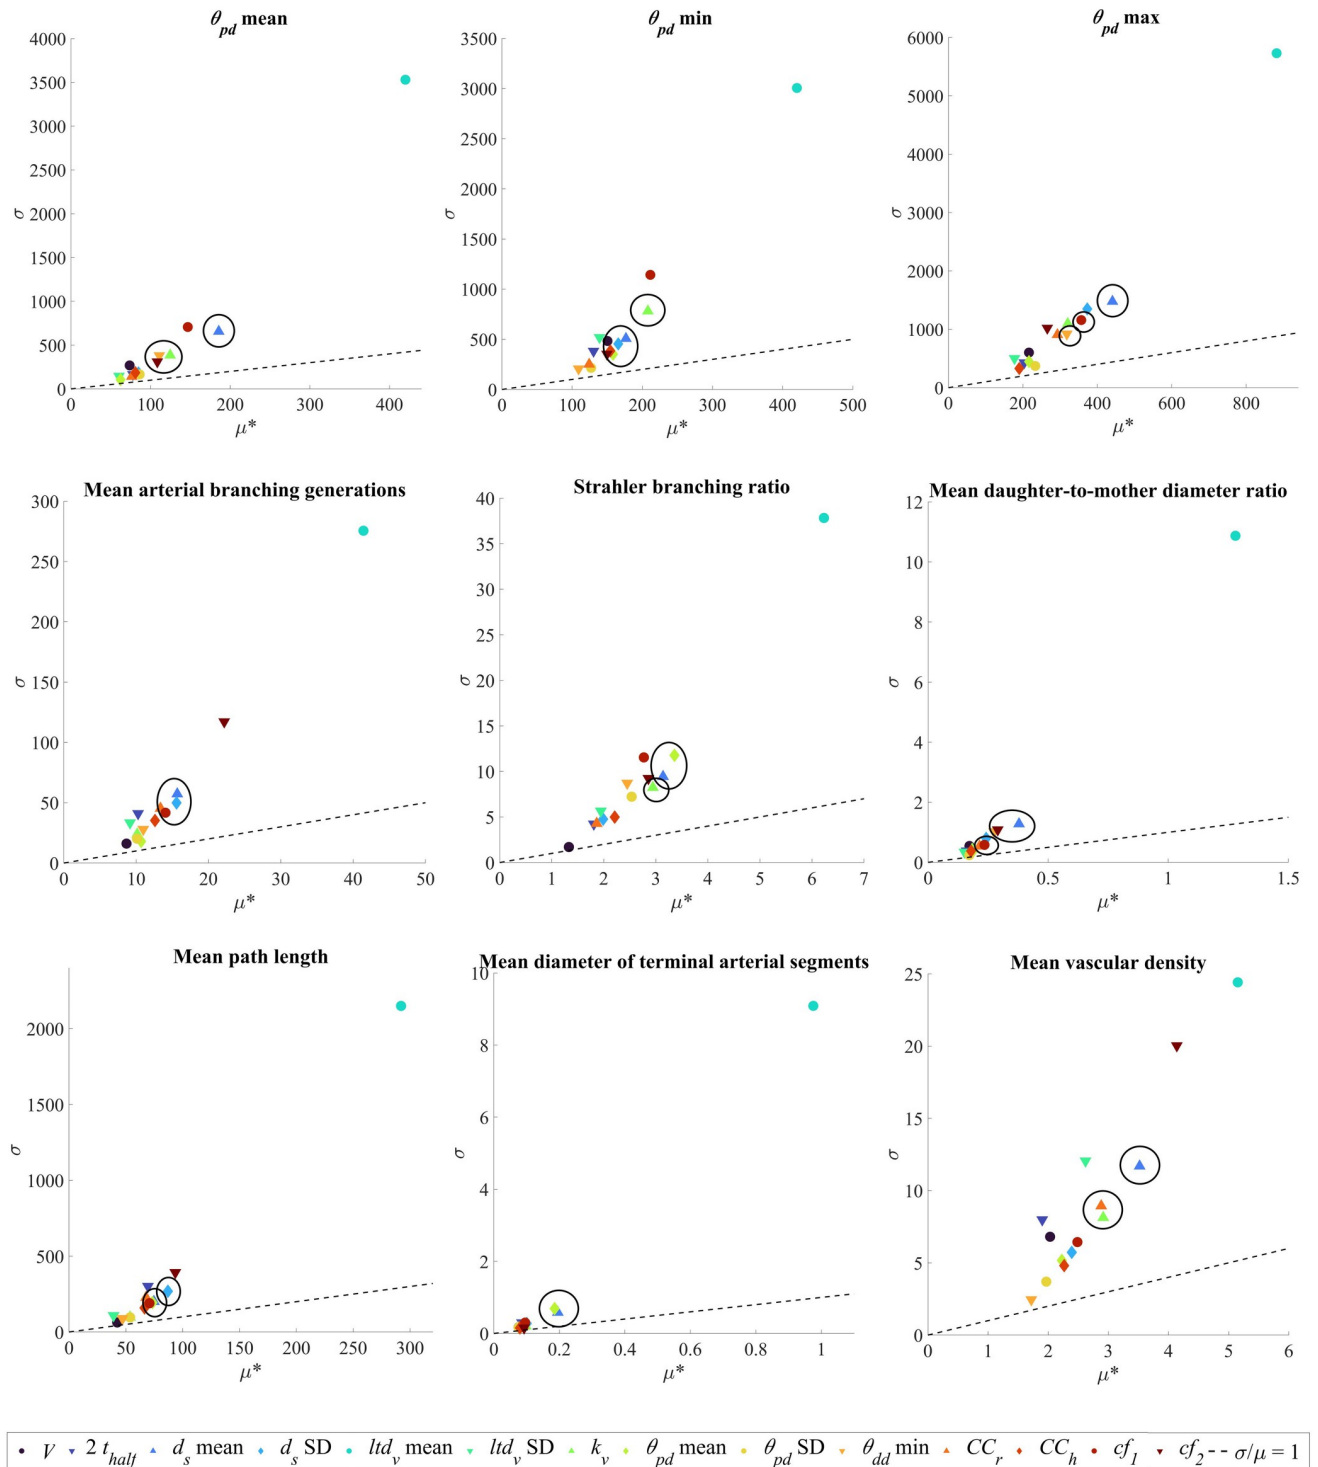 θpd mean
4000
3500
3000
2500
2000
1500
1000
500
0
σ
0 100 200 300 400
μ*
θpd min
3500
3000
2500
2000
1500
1000
500
0
σ
0 100 200 300 400 500
μ*
θpd max
6000
5000
4000
3000
2000
1000
0
σ
0 200 400 600 800
μ*
Mean arterial branching generations
300
250
200
150
100
50
0
σ
0 10 20 30 40 50
μ*
Strahler branching ratio
40
35
30
25
20
15
10
5
0
σ
0 1 2 3 4 5 6 7
μ*
Mean daughter-to-mother diameter ratio
12
10
8
6
4
2
0
σ
0 0.5 1 1.5
μ*
Mean path length
2000
1500
1000
500
0
σ
0 50 100 150 200 250 300
μ*
Mean diameter of terminal arterial segments
10
8
6
4
2
0
σ
0 0.2 0.4 0.6 0.8 1
μ*
Mean vascular density
25
20
15
10
5
0
σ
0 1 2 3 4 5 6
μ*
V 2 thalf ds mean ds SD ltdv mean ltdv SD kv θpd mean θpd SD θdd min CCr CCh cf1 cf2 σ/μ = 1